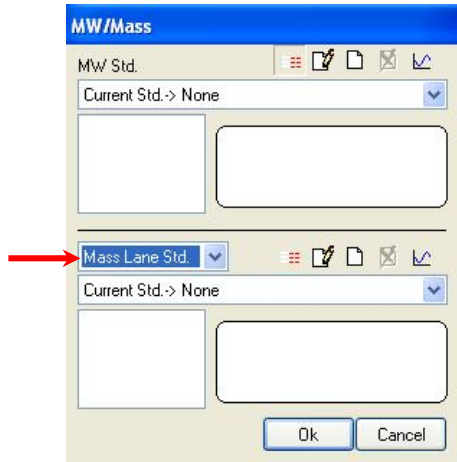 MW/Mass
MW Std.
Current Std.-> None
Mass Lane Std.
Current Std.-> None
Ok Cancel